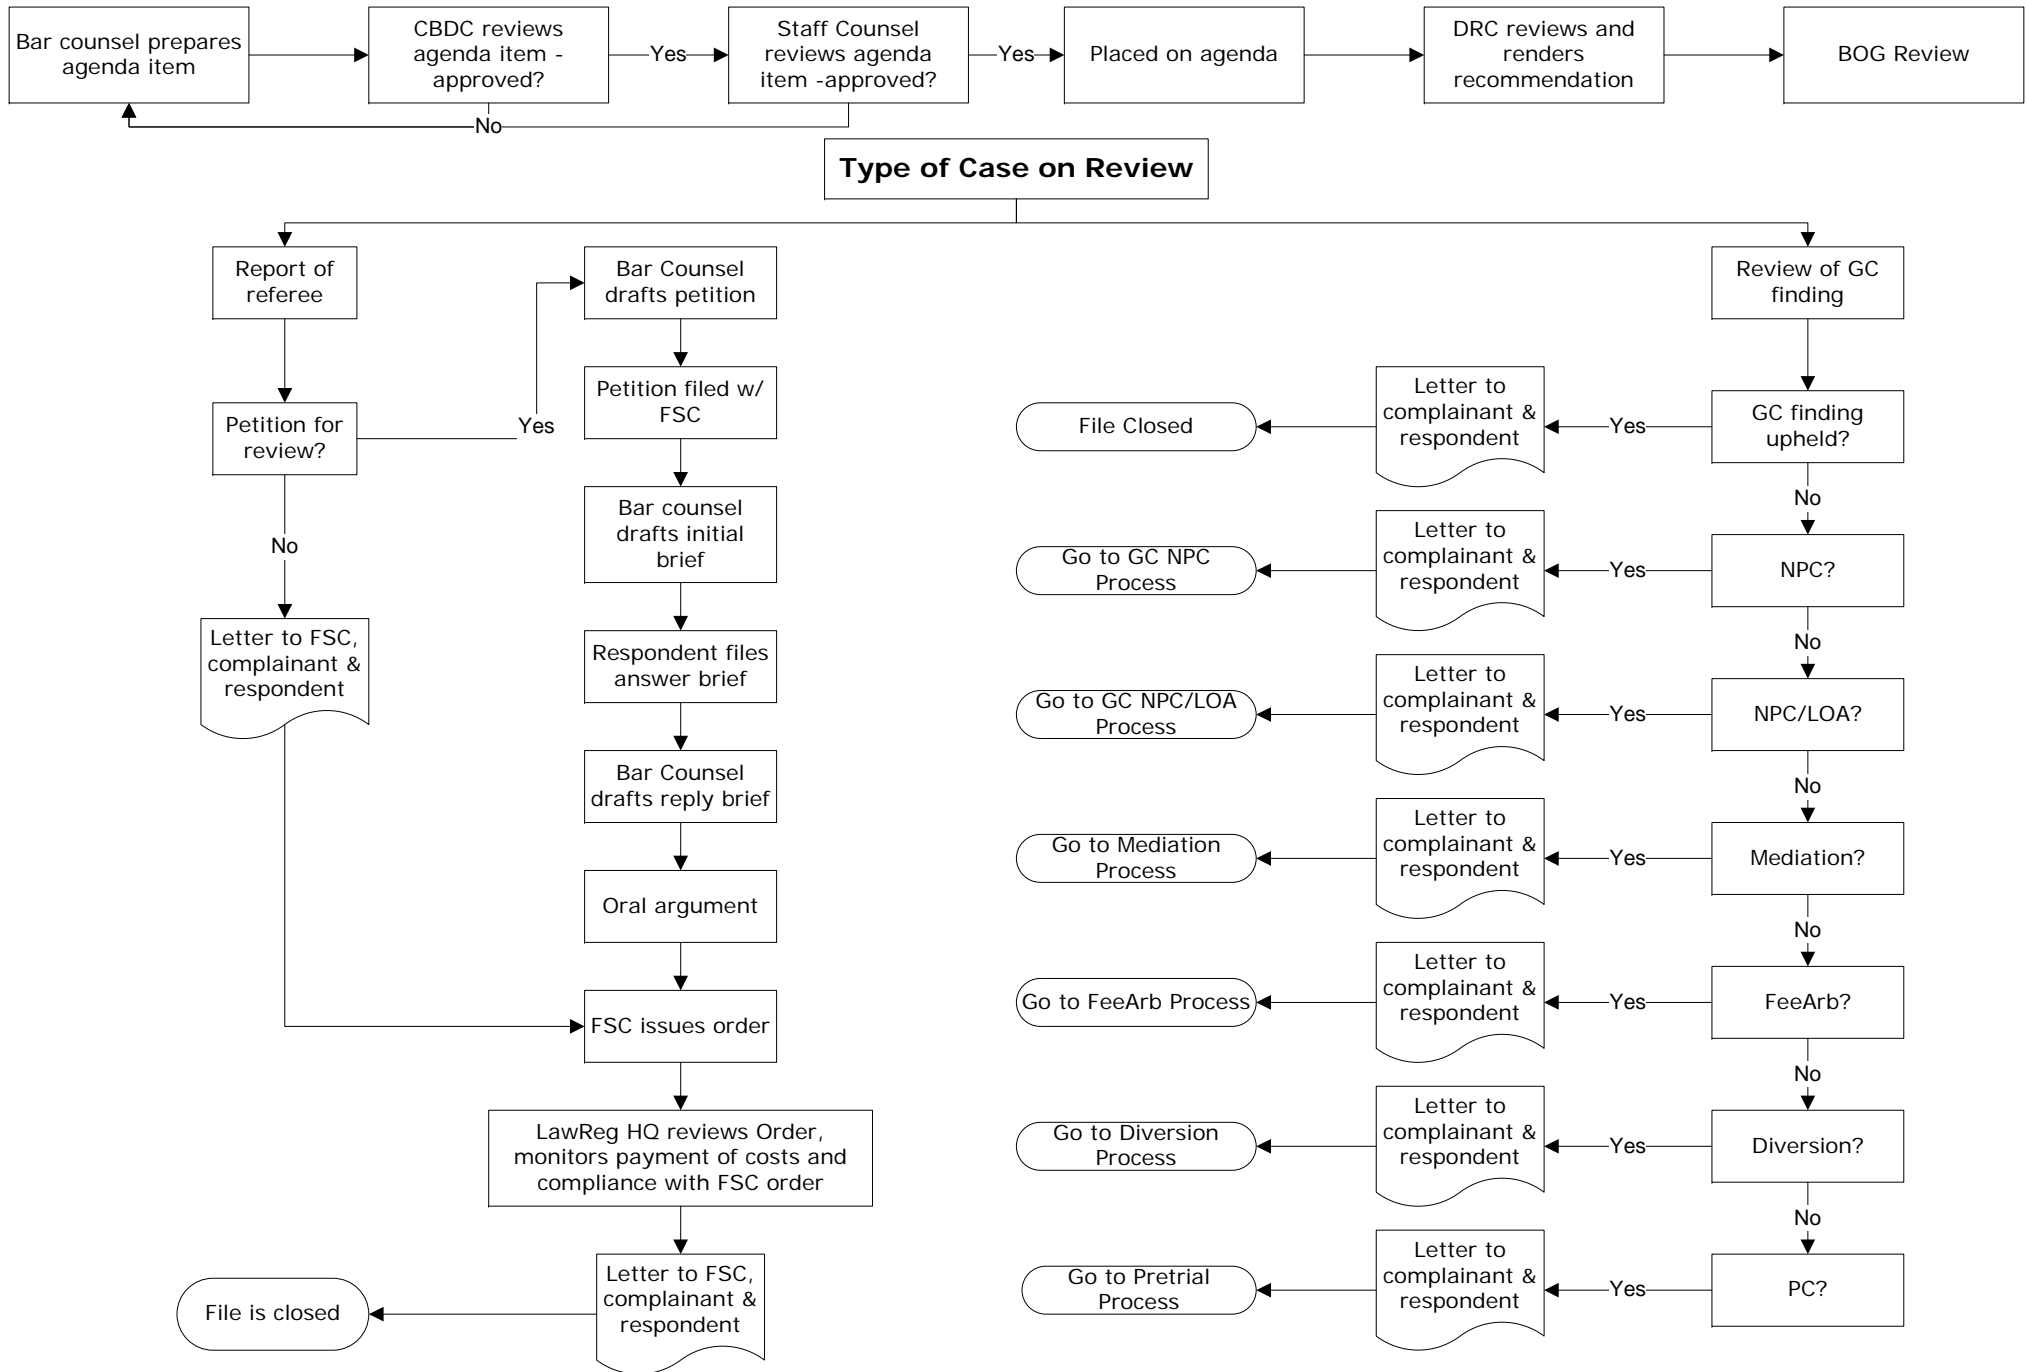 Bar counsel prepares
agenda item
CBDC reviews
agenda item -
approved?
Yes
Staff Counsel
reviews agenda
item -approved?
Yes
Placed on agenda
DRC reviews and
renders
recommendation
BOG Review
No
Type of Case on Review
Report of
referee
Petition for
review?
Yes
No
Letter to FSC,
complainant &
respondent
Bar Counsel
drafts petition
Petition filed w/
FSC
Bar counsel
drafts initial
brief
Respondent files
answer brief
Bar Counsel
drafts reply brief
Oral argument
FSC issues order
LawReg HQ reviews Order,
monitors payment of costs and
compliance with FSC order
Letter to FSC,
complainant &
respondent
File is closed
Review of GC
finding
GC finding
upheld?
Yes
Letter to
complainant &
respondent
File Closed
No
NPC?
Yes
Letter to
complainant &
respondent
Go to GC NPC
Process
No
NPC/LOA?
Yes
Letter to
complainant &
respondent
Go to GC NPC/LOA
Process
No
Mediation?
Yes
Letter to
complainant &
respondent
Go to Mediation
Process
No
FeeArb?
Yes
Letter to
complainant &
respondent
Go to FeeArb Process
No
Diversion?
Yes
Letter to
complainant &
respondent
Go to Diversion
Process
No
PC?
Yes
Letter to
complainant &
respondent
Go to Pretrial
Process